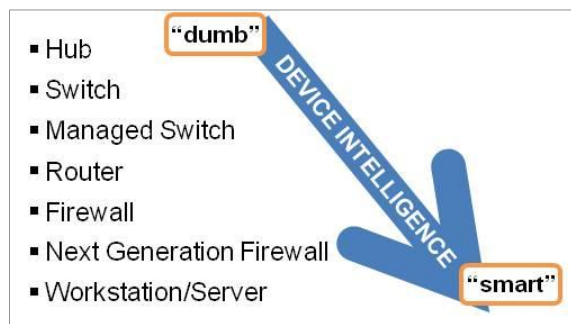 “dumb”
▪ Hub
▪ Switch
▪ Managed Switch
▪ Router
▪ Firewall
▪ Next Generation Firewall
▪ Workstation/Server
DEVICE INTELLIGENCE
“smart”